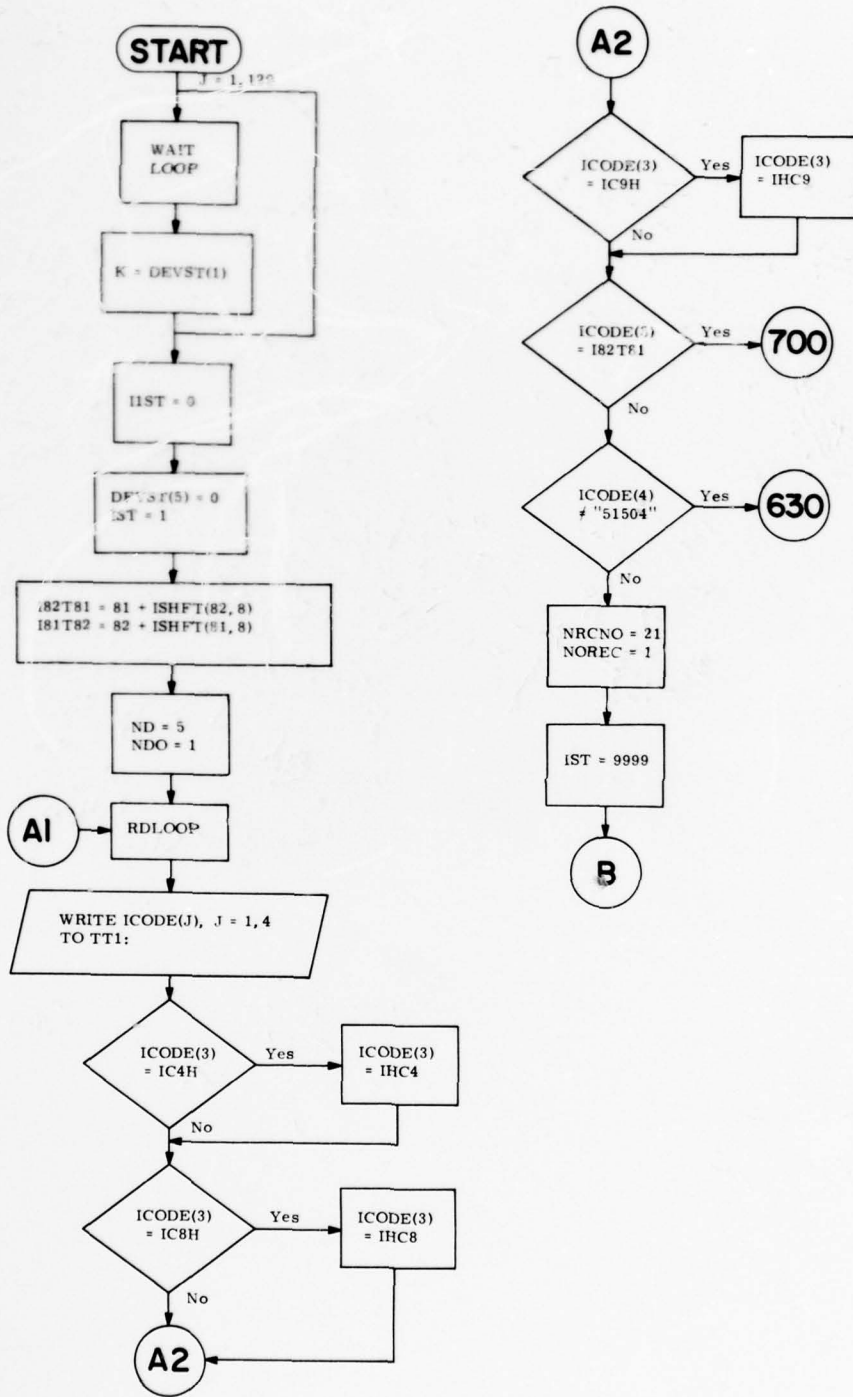 START
J = 1, 
WAIT
LOOP
K = DEVST(1)
I1ST = 0
DEVST(5) = 0
IST = 1
I82T81 = 81 + ISHFT(82, 8)
I81T82 = 82 + ISHFT(81, 8)
ND = 5
NDO = 1
A1
RDLOOP
WRITE ICODE(J), J = 1, 4
TO TT1:
ICODE(3)
= IC4H
Yes
ICODE(3)
= IHC4
No
ICODE(3)
= IC8H
Yes
ICODE(3)
= IHC8
No
A2
A2
ICODE(3)
= IC9H
Yes
ICODE(3)
= IHC9
No
= I82T81
Yes
700
No
ICODE(4)
≠ "51504"
Yes
630
No
NRCNO = 21
NOREC = 1
IST = 9999
B